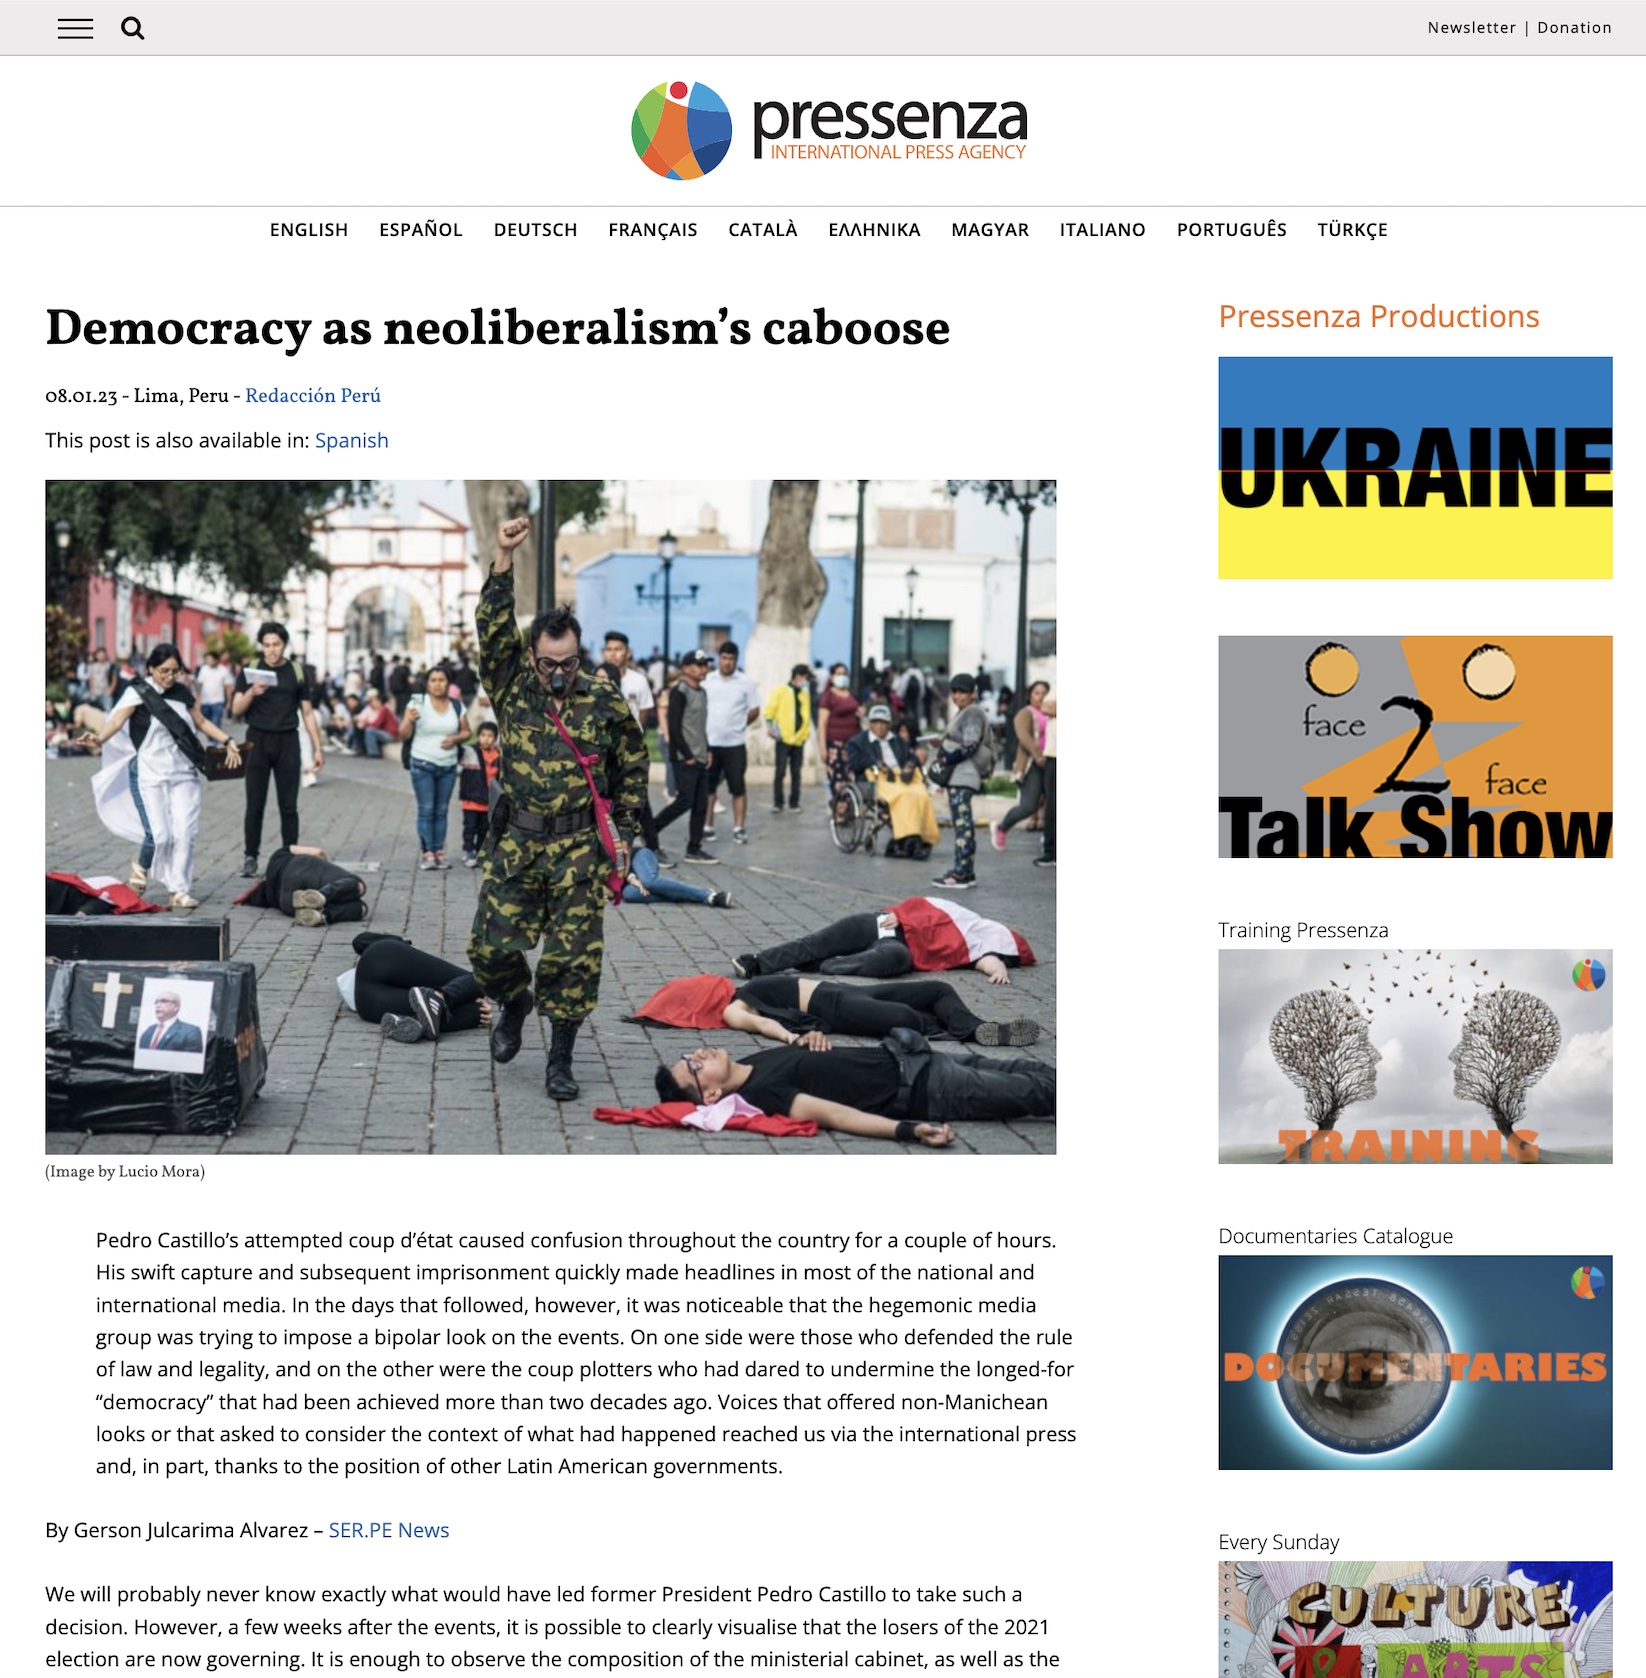 Newsletter | Donation
pressenza
INTERNATIONAL PRESS AGENCY
ENGLISH ESPAÑOL DEUTSCH FRANÇAIS CATALÀ ΕΛΛΗΝΙΚΑ MAGYAR ITALIANO PORTUGUÊS TÜRKÇE
Democracy as neoliberalism’s caboose
08.01.23 - Lima, Peru - Redacción Perú
This post is also available in: Spanish
(Image by Lucio Mora)
Pedro Castillo’s attempted coup d’état caused confusion throughout the country for a couple of hours.
His swift capture and subsequent imprisonment quickly made headlines in most of the national and
international media. In the days that followed, however, it was noticeable that the hegemonic media
group was trying to impose a bipolar look on the events. On one side were those who defended the rule
of law and legality, and on the other were the coup plotters who had dared to undermine the longed-for
“democracy” that had been achieved more than two decades ago. Voices that offered non-Manichean
looks or that asked to consider the context of what had happened reached us via the international press
and, in part, thanks to the position of other Latin American governments.
By Gerson Julcarima Alvarez – SER.PE News
We will probably never know exactly what would have led former President Pedro Castillo to take such a
decision. However, a few weeks after the events, it is possible to clearly visualise that the losers of the 2021
election are now governing. It is enough to observe the composition of the ministerial cabinet, as well as the
Pressenza Productions
UKRAINE
face 2 face
Talk Show
Training Pressenza
TRAINING
Documentaries Catalogue
DOCUMENTARIES
Every Sunday
CULTURE
ARTS